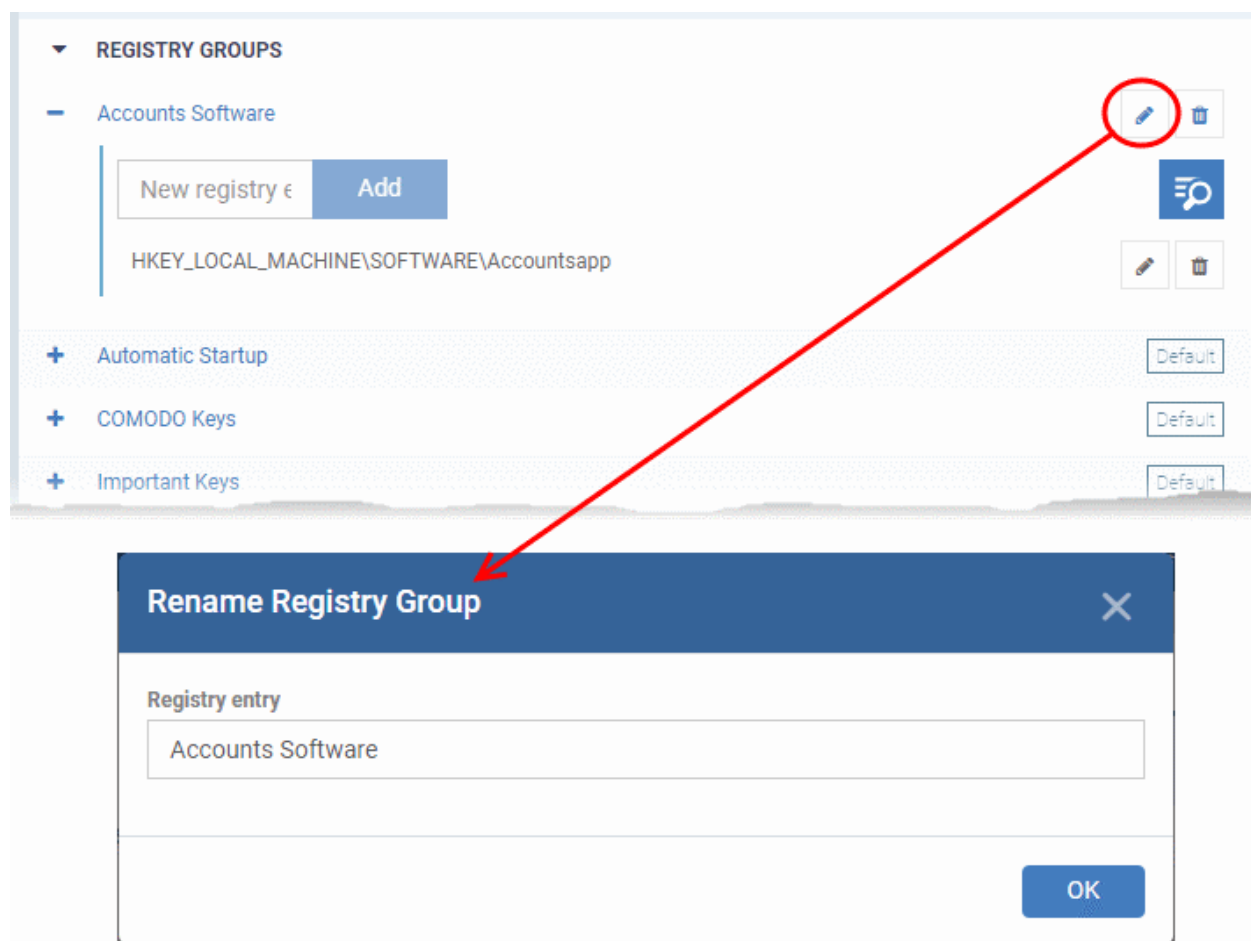 REGISTRY GROUPS
Accounts Software
New registry e Add
HKEY_LOCAL_MACHINE\SOFTWARE\Accountsapp
Automatic Startup Default
COMODO Keys Default
Important Keys Default
Rename Registry Group
Registry entry
Accounts Software
OK